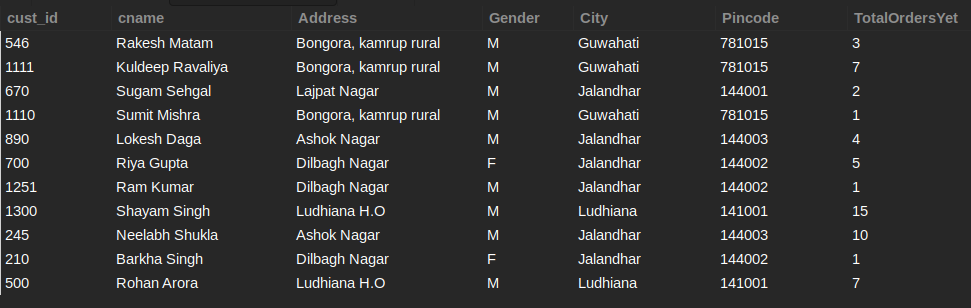 cust_id cname Address Gender City Pincode TotalOrdersYet
546 Rakesh Matam Bongora, kamrup rural M Guwahati 781015 3
1111 Kuldeep Ravaliya Bongora, kamrup rural M Guwahati 781015 7
670 Sugam Sehgal Lajpat Nagar M Jalandhar 144001 2
1110 Sumit Mishra Bongora, kamrup rural M Guwahati 781015 1
890 Lokesh Daga Ashok Nagar M Jalandhar 144003 4
700 Riya Gupta Dilbagh Nagar F Jalandhar 144002 5
1251 Ram Kumar Dilbagh Nagar M Jalandhar 144002 1
1300 Shayam Singh Ludhiana H.O M Ludhiana 141001 15
245 Neelabh Shukla Ashok Nagar M Jalandhar 144003 10
210 Barkha Singh Dilbagh Nagar F Jalandhar 144002 1
500 Rohan Arora Ludhiana H.O M Ludhiana 141001 7